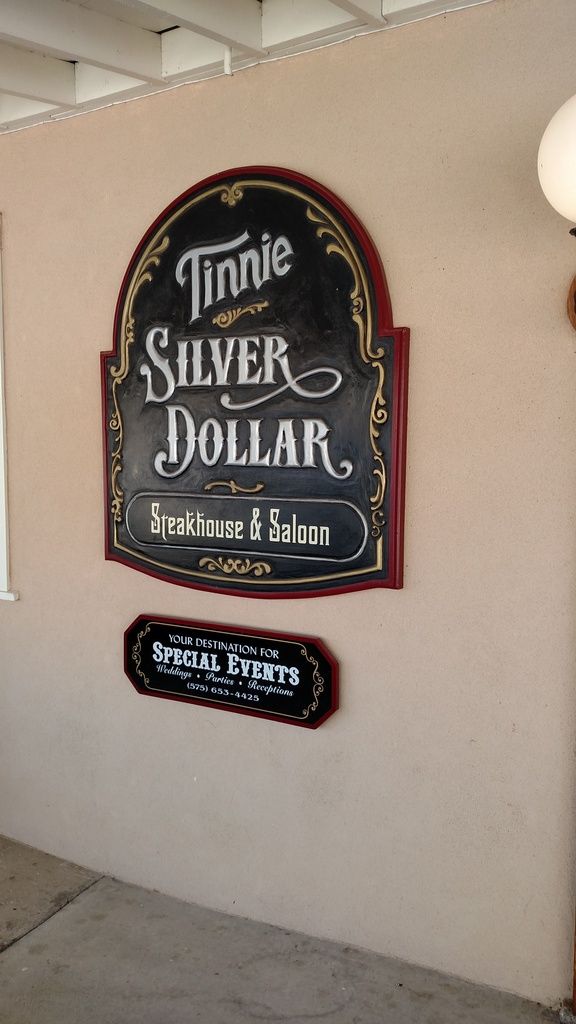 Tinnie
SILVER
DOLLAR
Steakhouse & Saloon
YOUR DESTINATION FOR
SPECIAL EVENTS
Weddings • Parties • Receptions
(575) 653-4425